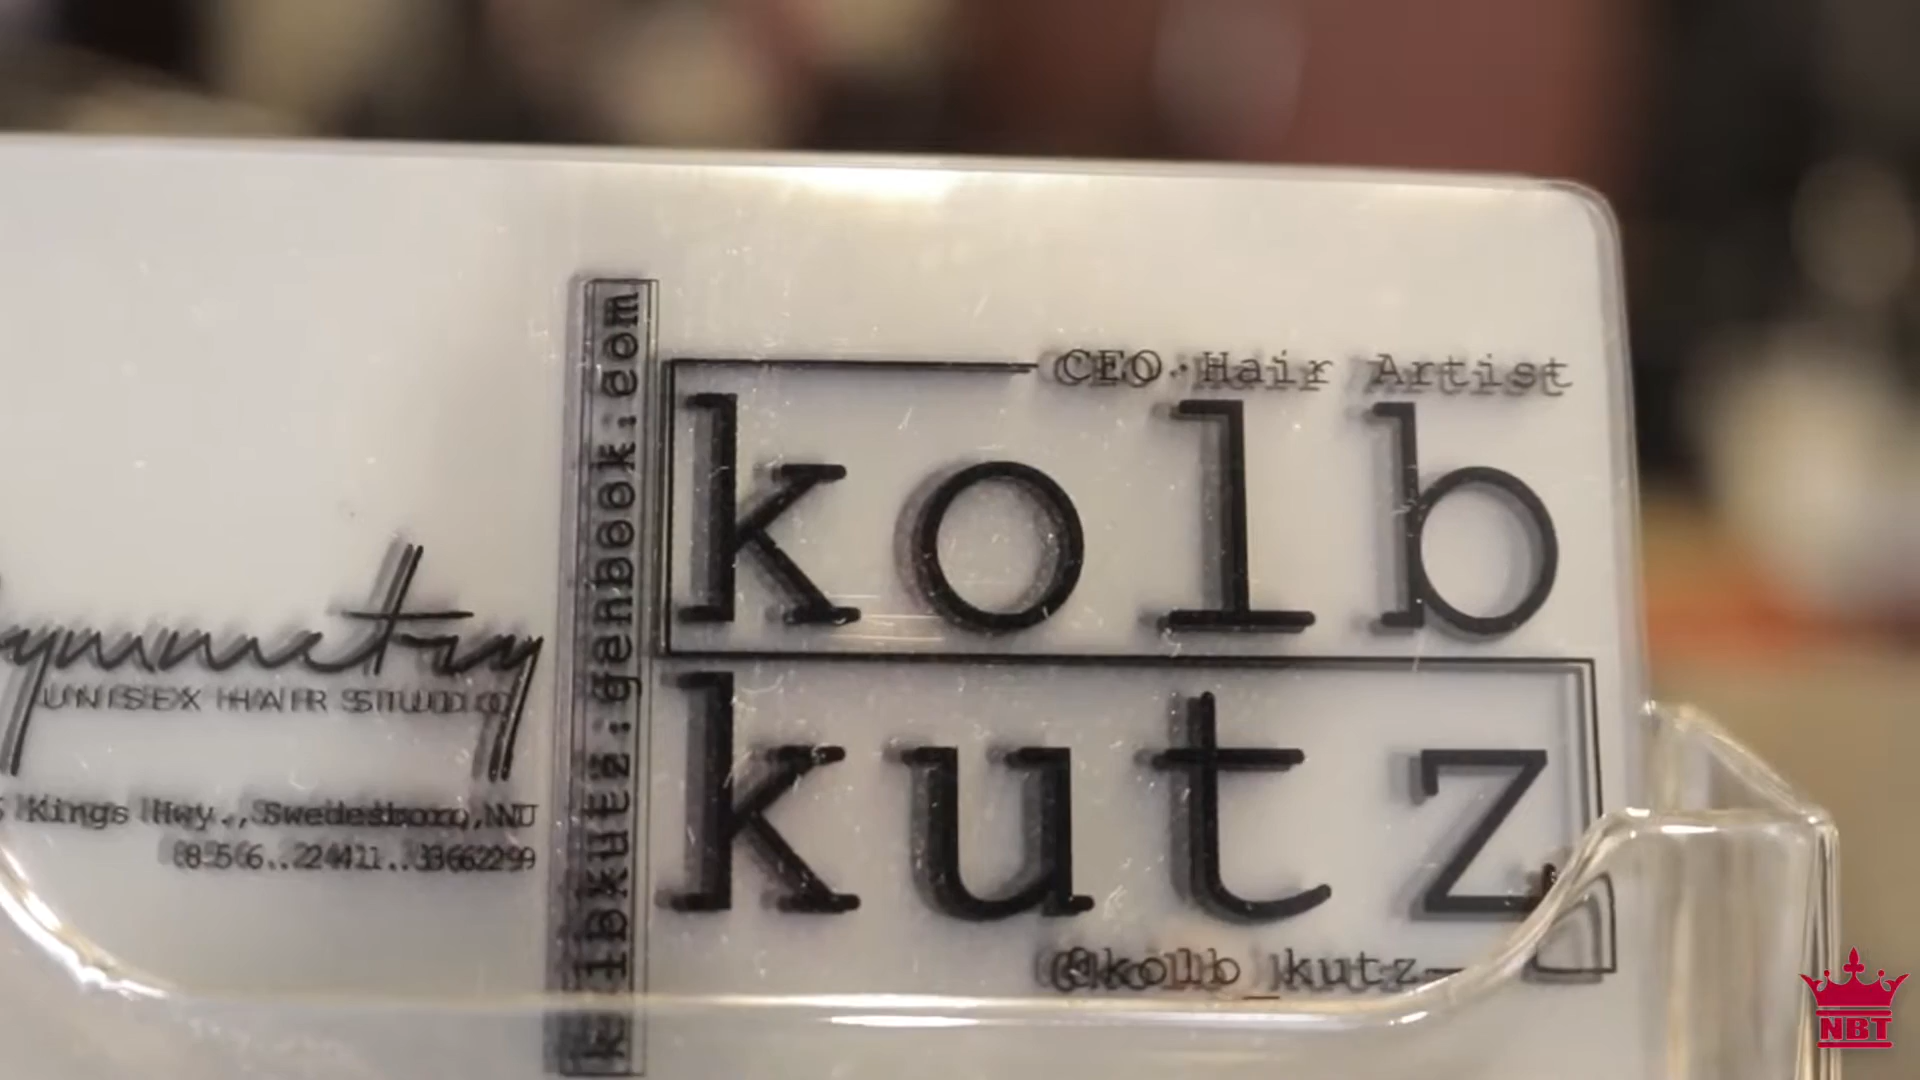 CEO·Hair Artist
kolb
kutz
@kolb_kutz
kolbkutz.genbook.com
Symmetry
UNISEX HAIR STUDIO
Kings Hwy., Swedesboro, NJ
856.241.3629
NBT